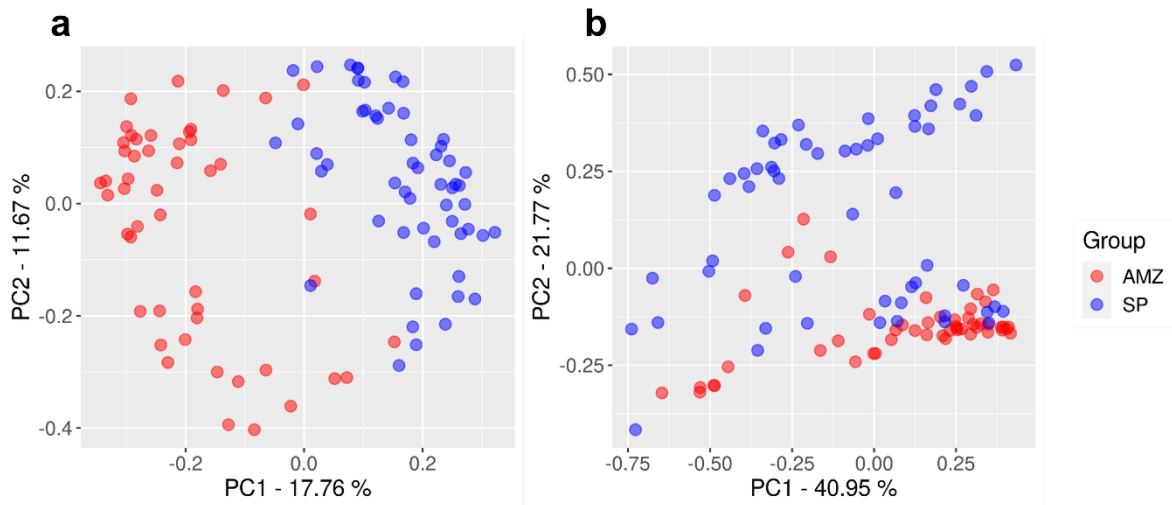 a
0.2
0.0
-0.2
-0.4
PC2 - 11.67 %
-0.2
0.0
0.2
PC1 - 17.76 %
b
0.50
0.25
0.00
-0.25
PC2 - 21.77 %
-0.75
-0.50
-0.25
0.00
0.25
PC1 - 40.95 %
Group
AMZ
SP